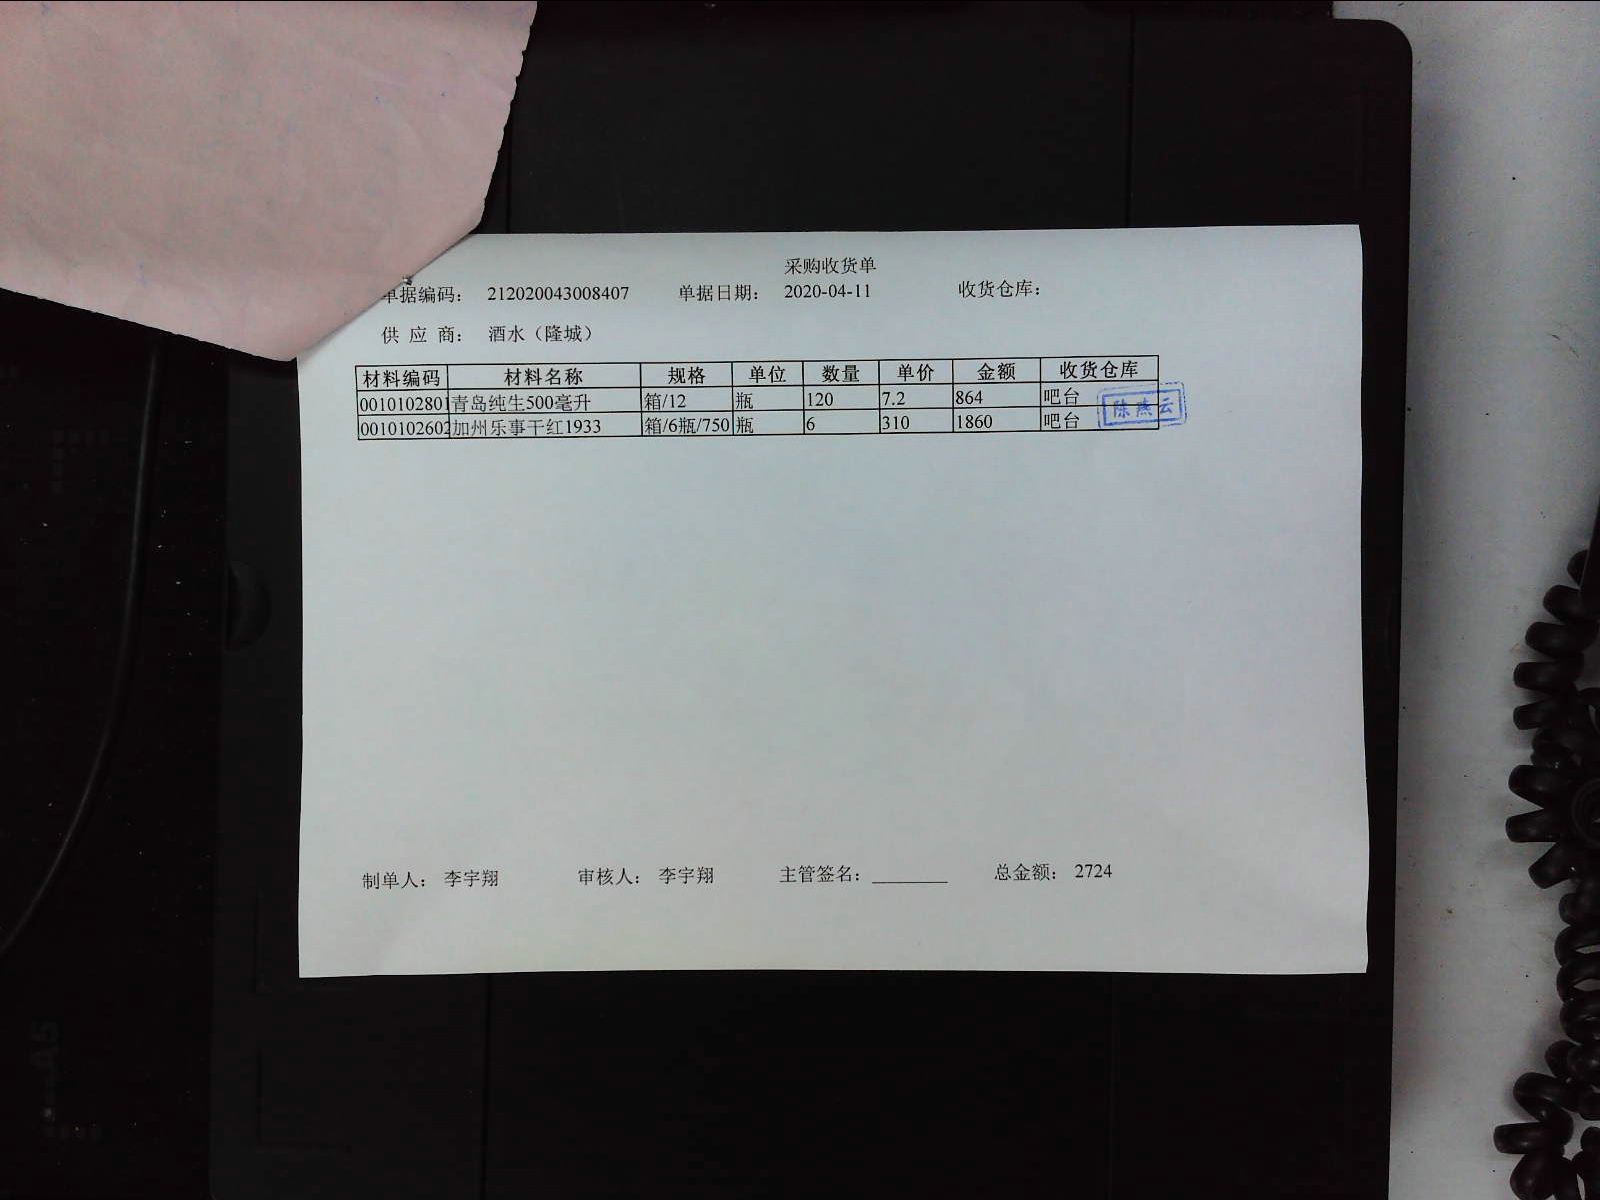 采购收货单
单据编码： 212020043008407 单据日期： 2020-04-11 收货仓库：
供 应 商： 酒水（隆城）
材料编码 材料名称 规格 单位 数量 单价 金额 收货仓库
0010102801 青岛纯生500毫升 箱/12 瓶 120 7.2 864 吧台
0010102602 加州乐事干红1933 箱/6瓶/750 瓶 6 310 1860 吧台
陈燕云
制单人： 李宇翔 审核人： 李宇翔 主管签名：________ 总金额： 2724
A5